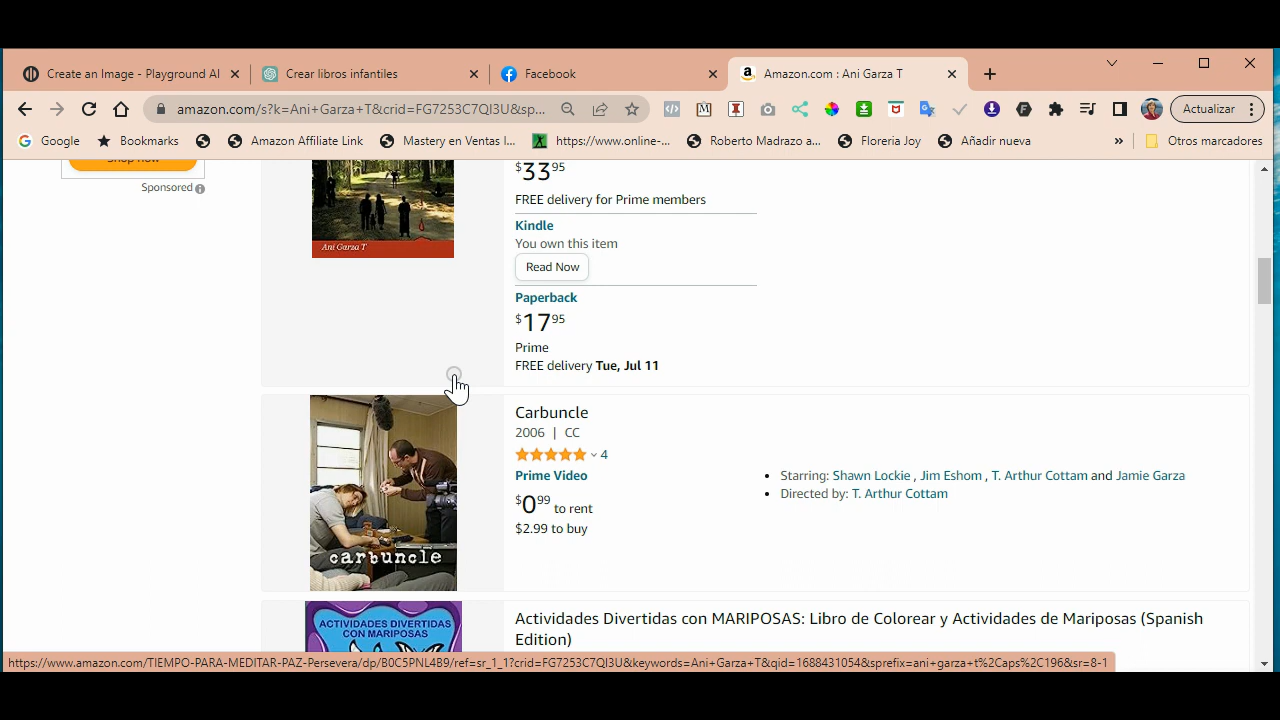 Create an Image - Playground AI
Crear libros infantiles
Facebook
Amazon.com : Ani Garza T
amazon.com/s?k=Ani+Garza+T&crid=FG7253C7QI3U&sp...
Actualizar
Google
Bookmarks
Amazon Affiliate Link
Mastery en Ventas I...
https://www.online-...
Roberto Madrazo a...
Floreria Joy
Añadir nueva
»
Otros marcadores
Shop now
Sponsored
Ani Garza T
$33.95
FREE delivery for Prime members
Kindle
You own this item
Read Now
Paperback
$17.95
Prime
FREE delivery Tue, Jul 11
carbuncle
Carbuncle
2006 | CC
4
Prime Video
$0.99 to rent
$2.99 to buy
Starring: Shawn Lockie , Jim Eshom , T. Arthur Cottam and Jamie Garza
Directed by: T. Arthur Cottam
ACTIVIDADES DIVERTIDAS
CON MARIPOSAS
Actividades Divertidas con MARIPOSAS: Libro de Colorear y Actividades de Mariposas (Spanish
Edition)
https://www.amazon.com/TIEMPO-PARA-MEDITAR-PAZ-Persevera/dp/B0C5PNL4B9/ref=sr_1_1?crid=FG7253C7QI3U&keywords=Ani+Garza+T&qid=1688431054&sprefix=ani+garza+t%2Caps%2C196&sr=8-1